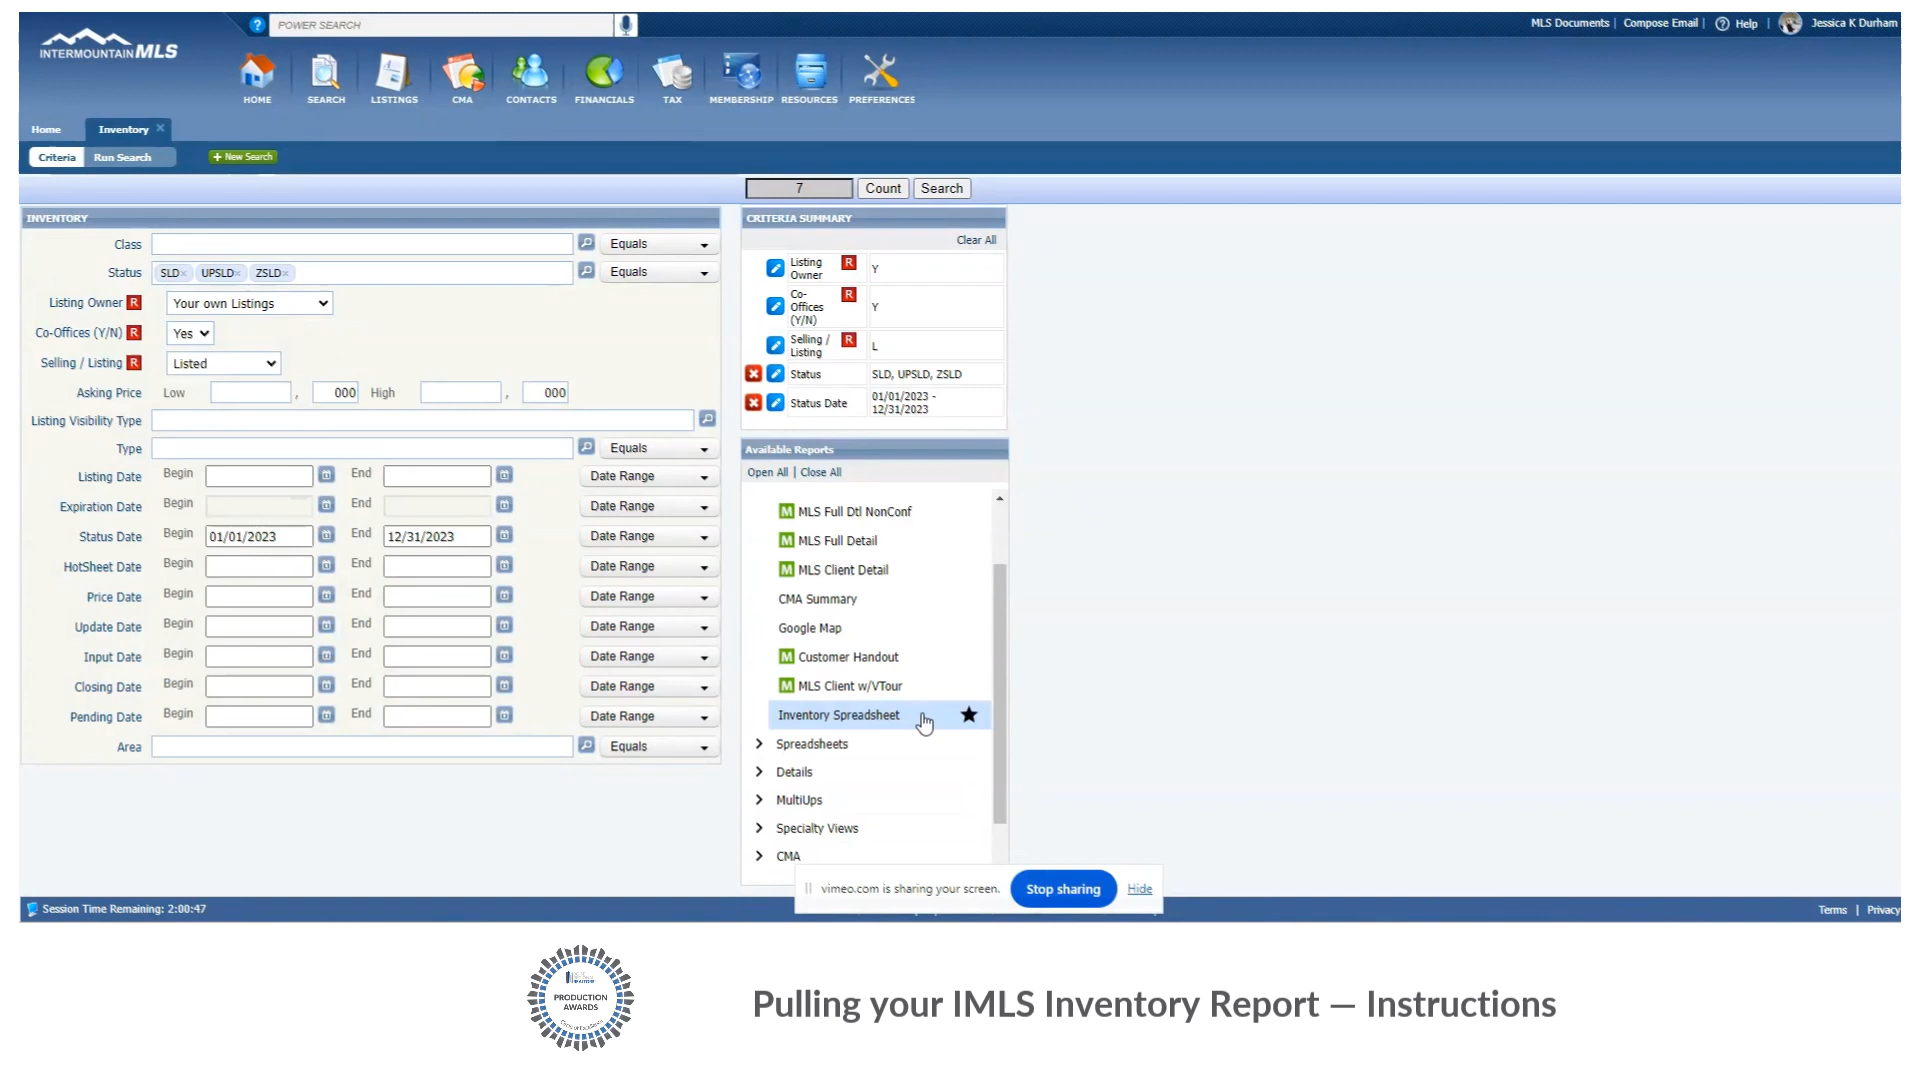 POWER SEARCH
MLS Documents | Compose Email | Help | Jessica K Durham
INTERMOUNTAIN MLS
HOME SEARCH LISTINGS CMA CONTACTS FINANCIALS TAX MEMBERSHIP RESOURCES PREFERENCES
Home Inventory
Criteria Run Search + New Search
7 Count Search
INVENTORY
Class Equals
Status SLD× UPSLD× ZSLD× Equals
Listing Owner R Your own Listings
Co-Offices (Y/N) R Yes
Selling / Listing R Listed
Asking Price Low , 000 High , 000
Listing Visibility Type
Type Equals
Listing Date Begin End Date Range
Expiration Date Begin End Date Range
Status Date Begin 01/01/2023 End 12/31/2023 Date Range
HotSheet Date Begin End Date Range
Price Date Begin End Date Range
Update Date Begin End Date Range
Input Date Begin End Date Range
Closing Date Begin End Date Range
Pending Date Begin End Date Range
Area Equals
CRITERIA SUMMARY
Clear All
Listing R Y
Owner
Co- R
Offices Y
(Y/N)
Selling / R L
Listing
Status SLD, UPSLD, ZSLD
Status Date 01/01/2023 -
12/31/2023
Available Reports
Open All | Close All
M MLS Full Dtl NonConf
M MLS Full Detail
M MLS Client Detail
CMA Summary
Google Map
M Customer Handout
M MLS Client w/VTour
Inventory Spreadsheet
Spreadsheets
Details
MultiUps
Specialty Views
CMA
vimeo.com is sharing your screen. Stop sharing Hide
Session Time Remaining: 2:00:47
Terms | Privacy
PRODUCTION
AWARDS
Pulling your IMLS Inventory Report — Instructions